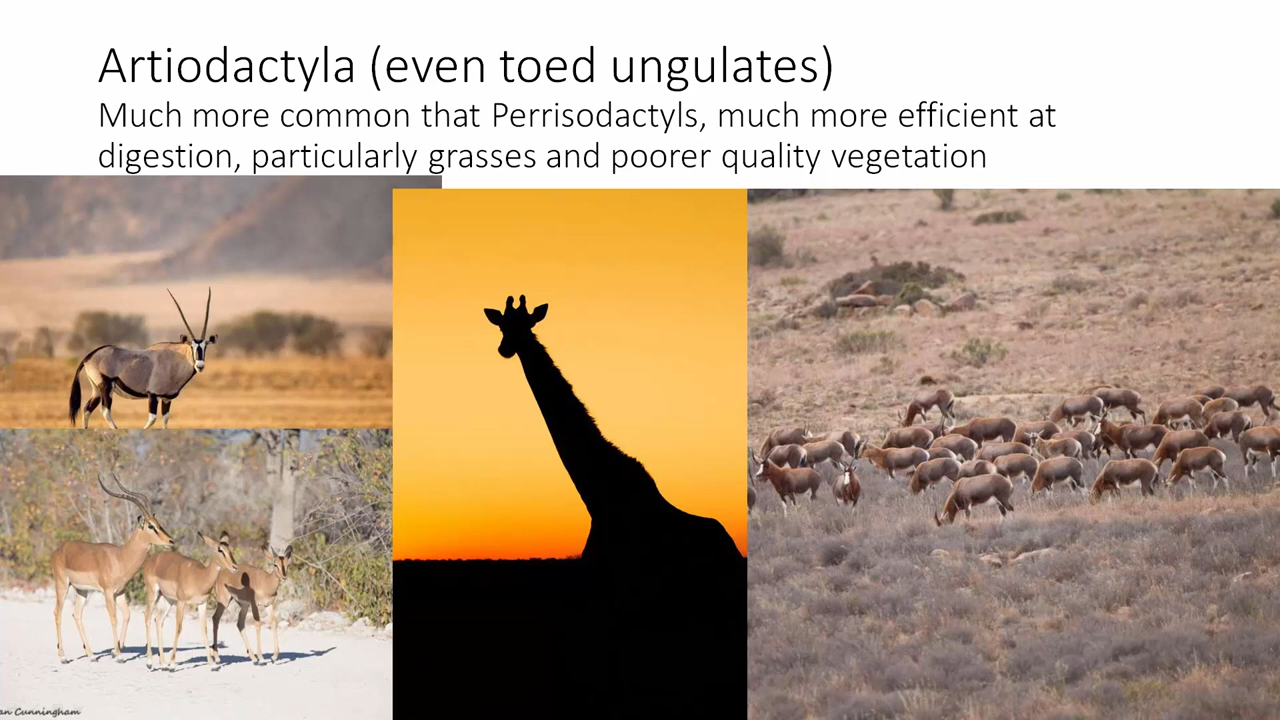 Artiodactyla (even toed ungulates)
Much more common that Perrisodactyls, much more efficient at
digestion, particularly grasses and poorer quality vegetation
an Cunningham